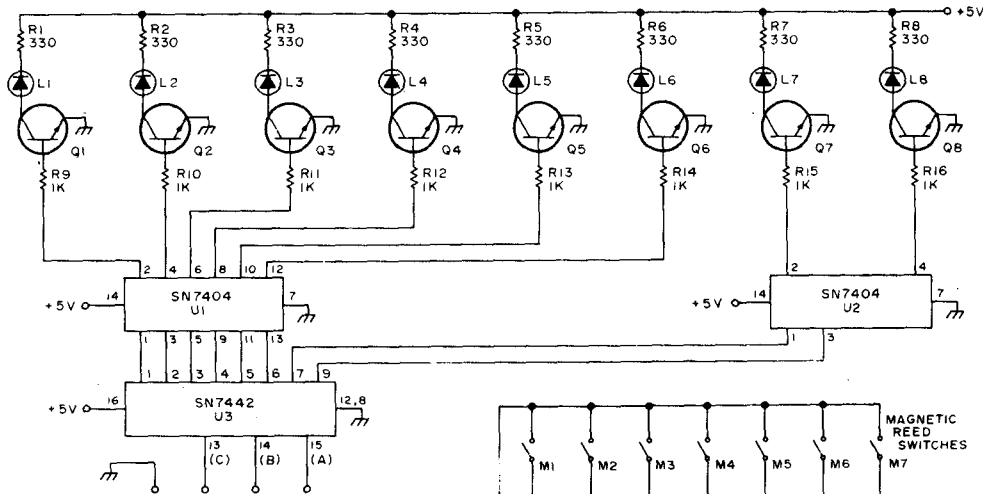 +5V
R1 330
R2 330
R3 330
R4 330
R5 330
R6 330
R7 330
R8 330
L1 L2 L3 L4 L5 L6 L7 L8
Q1 Q2 Q3 Q4 Q5 Q6 Q7 Q8
R9 1K
R10 1K
R11 1K
R12 1K
R13 1K
R14 1K
R15 1K
R16 1K
2 4 6 8 10 12
2 4
+5V 14
SN7404
U1
7
+5V 14
SN7404
U2
7
1 3 5 9 11 13
1 3
1 2 3 4 5 6 7 9
+5V 16
SN7442
U3
12,8
13 (C)
14 (B)
15 (A)
MAGNETIC
REED
SWITCHES
M1 M2 M3 M4 M5 M6 M7